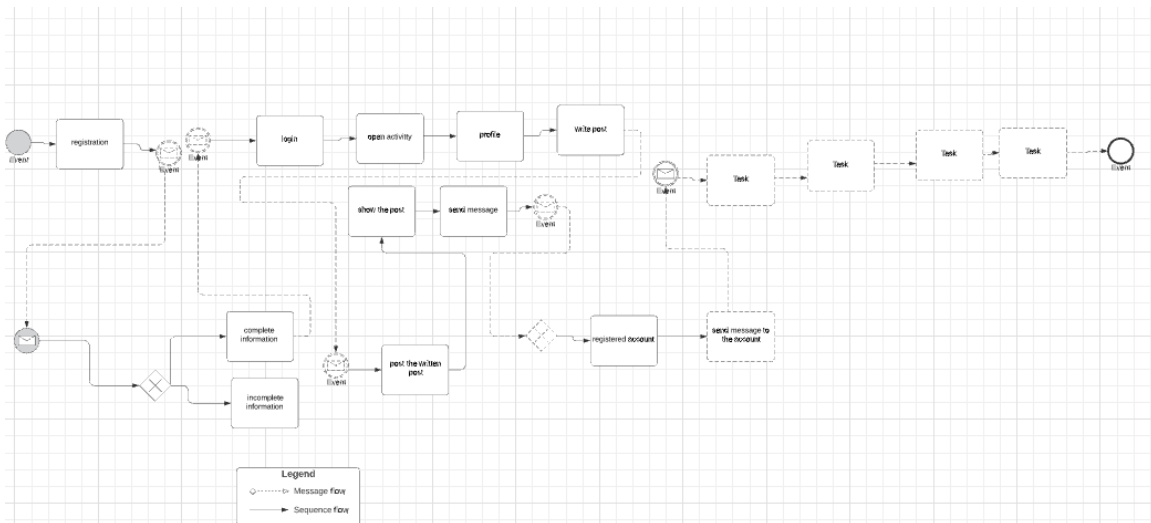 Event
registration
Event
Event
login
open activity
profile
write post
Event
Task
Task
Task
Task
Event
show the post
send message
Event
complete
information
incomplete
information
Event
post the written
post
registered account
send message to
the account
Legend
Message flow
Sequence flow